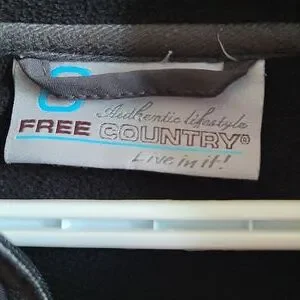 Authentic lifestyle
FREE COUNTRY®
Live in it!